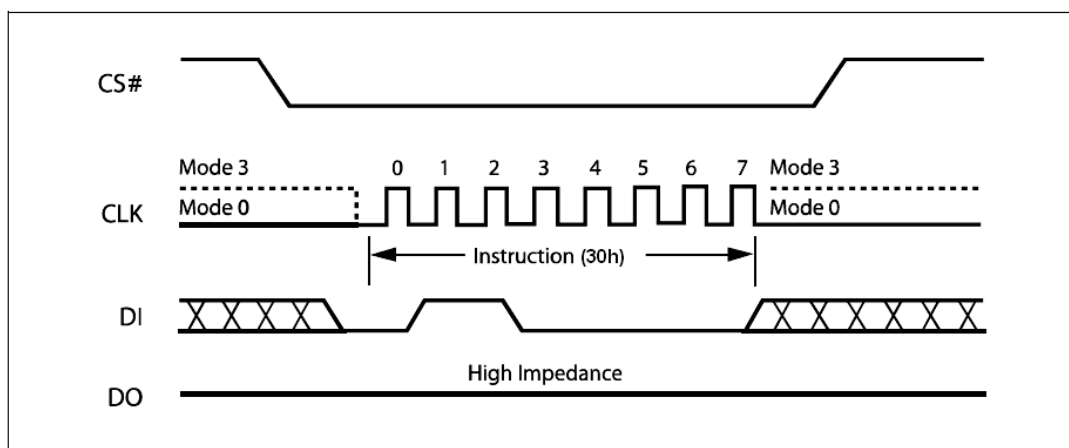 CS#
Mode 3 0 1 2 3 4 5 6 7 Mode 3
CLK Mode 0 Mode 0
Instruction (30h)
DI
High Impedance
DO